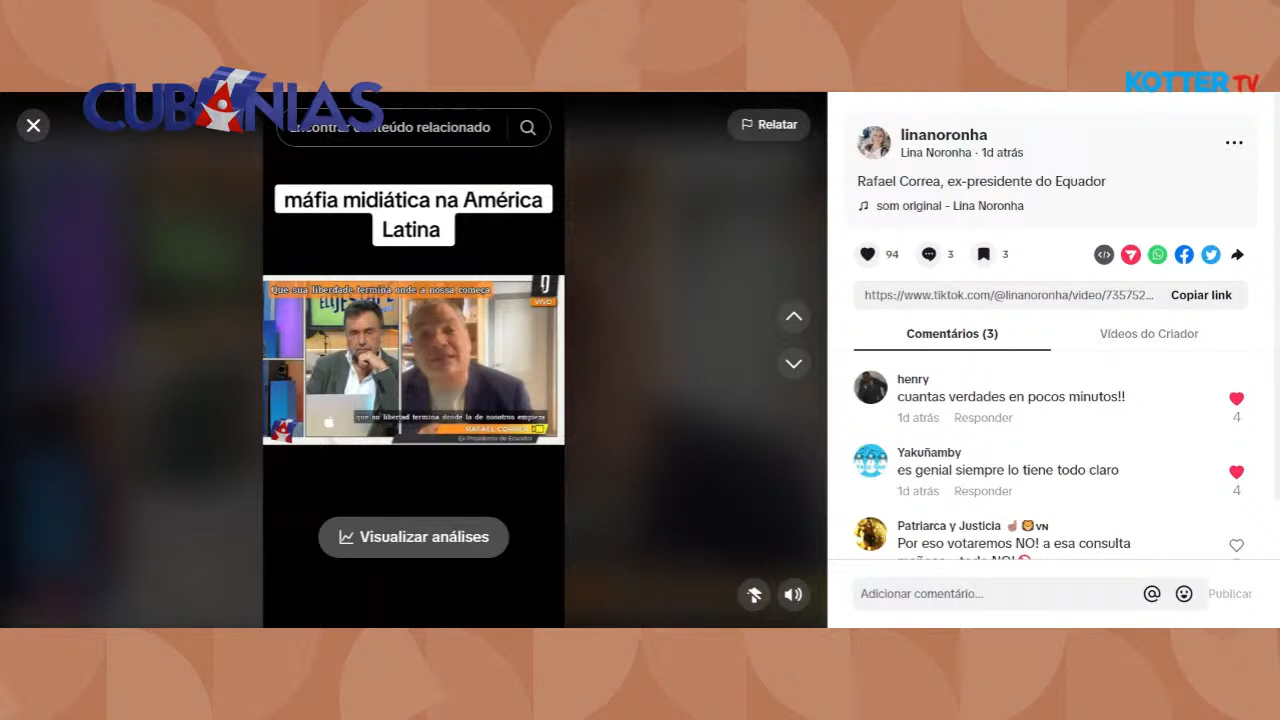 CUBANIAS
KOTTER TV
Encontrar conteúdo relacionado
Relatar
máfia midiática na América
Latina
Que sua liberdade termina onde a nossa começa
VIVO
que su libertad termina donde la de nosotros empieza
RAFAEL CORREA
Ex Presidente de Ecuador
Visualizar análises
linanoronha
Lina Noronha · 1d atrás
Rafael Correa, ex-presidente do Equador
som original - Lina Noronha
94
3
3
https://www.tiktok.com/@linanoronha/video/735752...
Copiar link
Comentários (3)
Vídeos do Criador
henry
cuantas verdades en pocos minutos!!
1d atrás Responder
4
Yakuñamby
es genial siempre lo tiene todo claro
1d atrás Responder
4
Patriarca y Justicia ☝🦁VN
Por eso votaremos NO! a esa consulta
todo NO!
Adicionar comentário...
Publicar